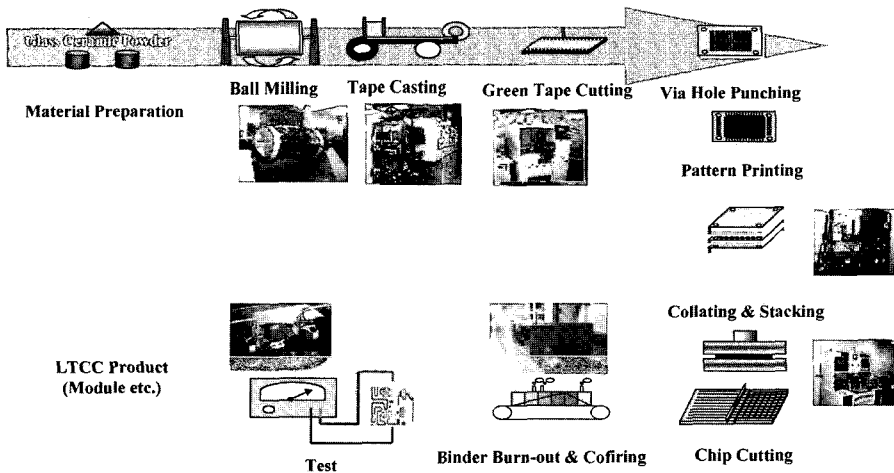 Glass Ceramic Powder
Material Preparation
Ball Milling
Tape Casting
Green Tape Cutting
Via Hole Punching
Pattern Printing
Collating & Stacking
LTCC Product
(Module etc.)
Test
Binder Burn-out & Cofiring
Chip Cutting